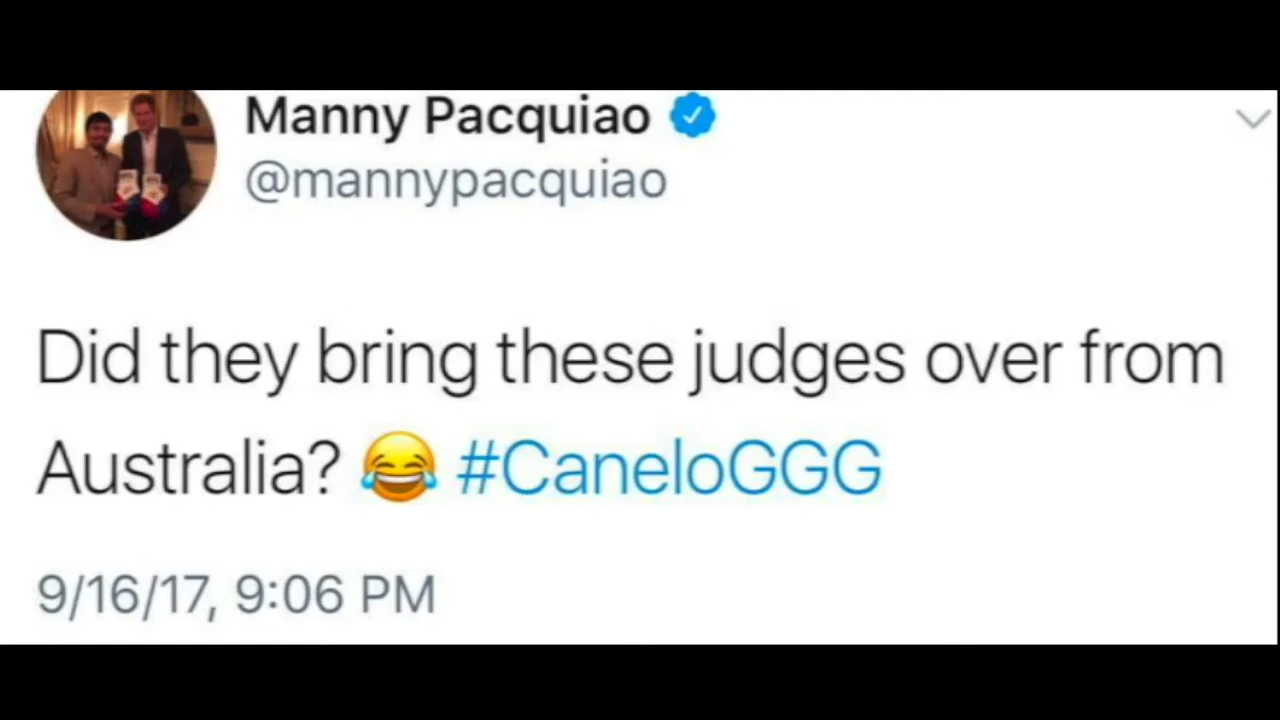 Manny Pacquiao
@mannypacquiao
Did they bring these judges over from
Australia? 😂 #CaneloGGG
9/16/17, 9:06 PM